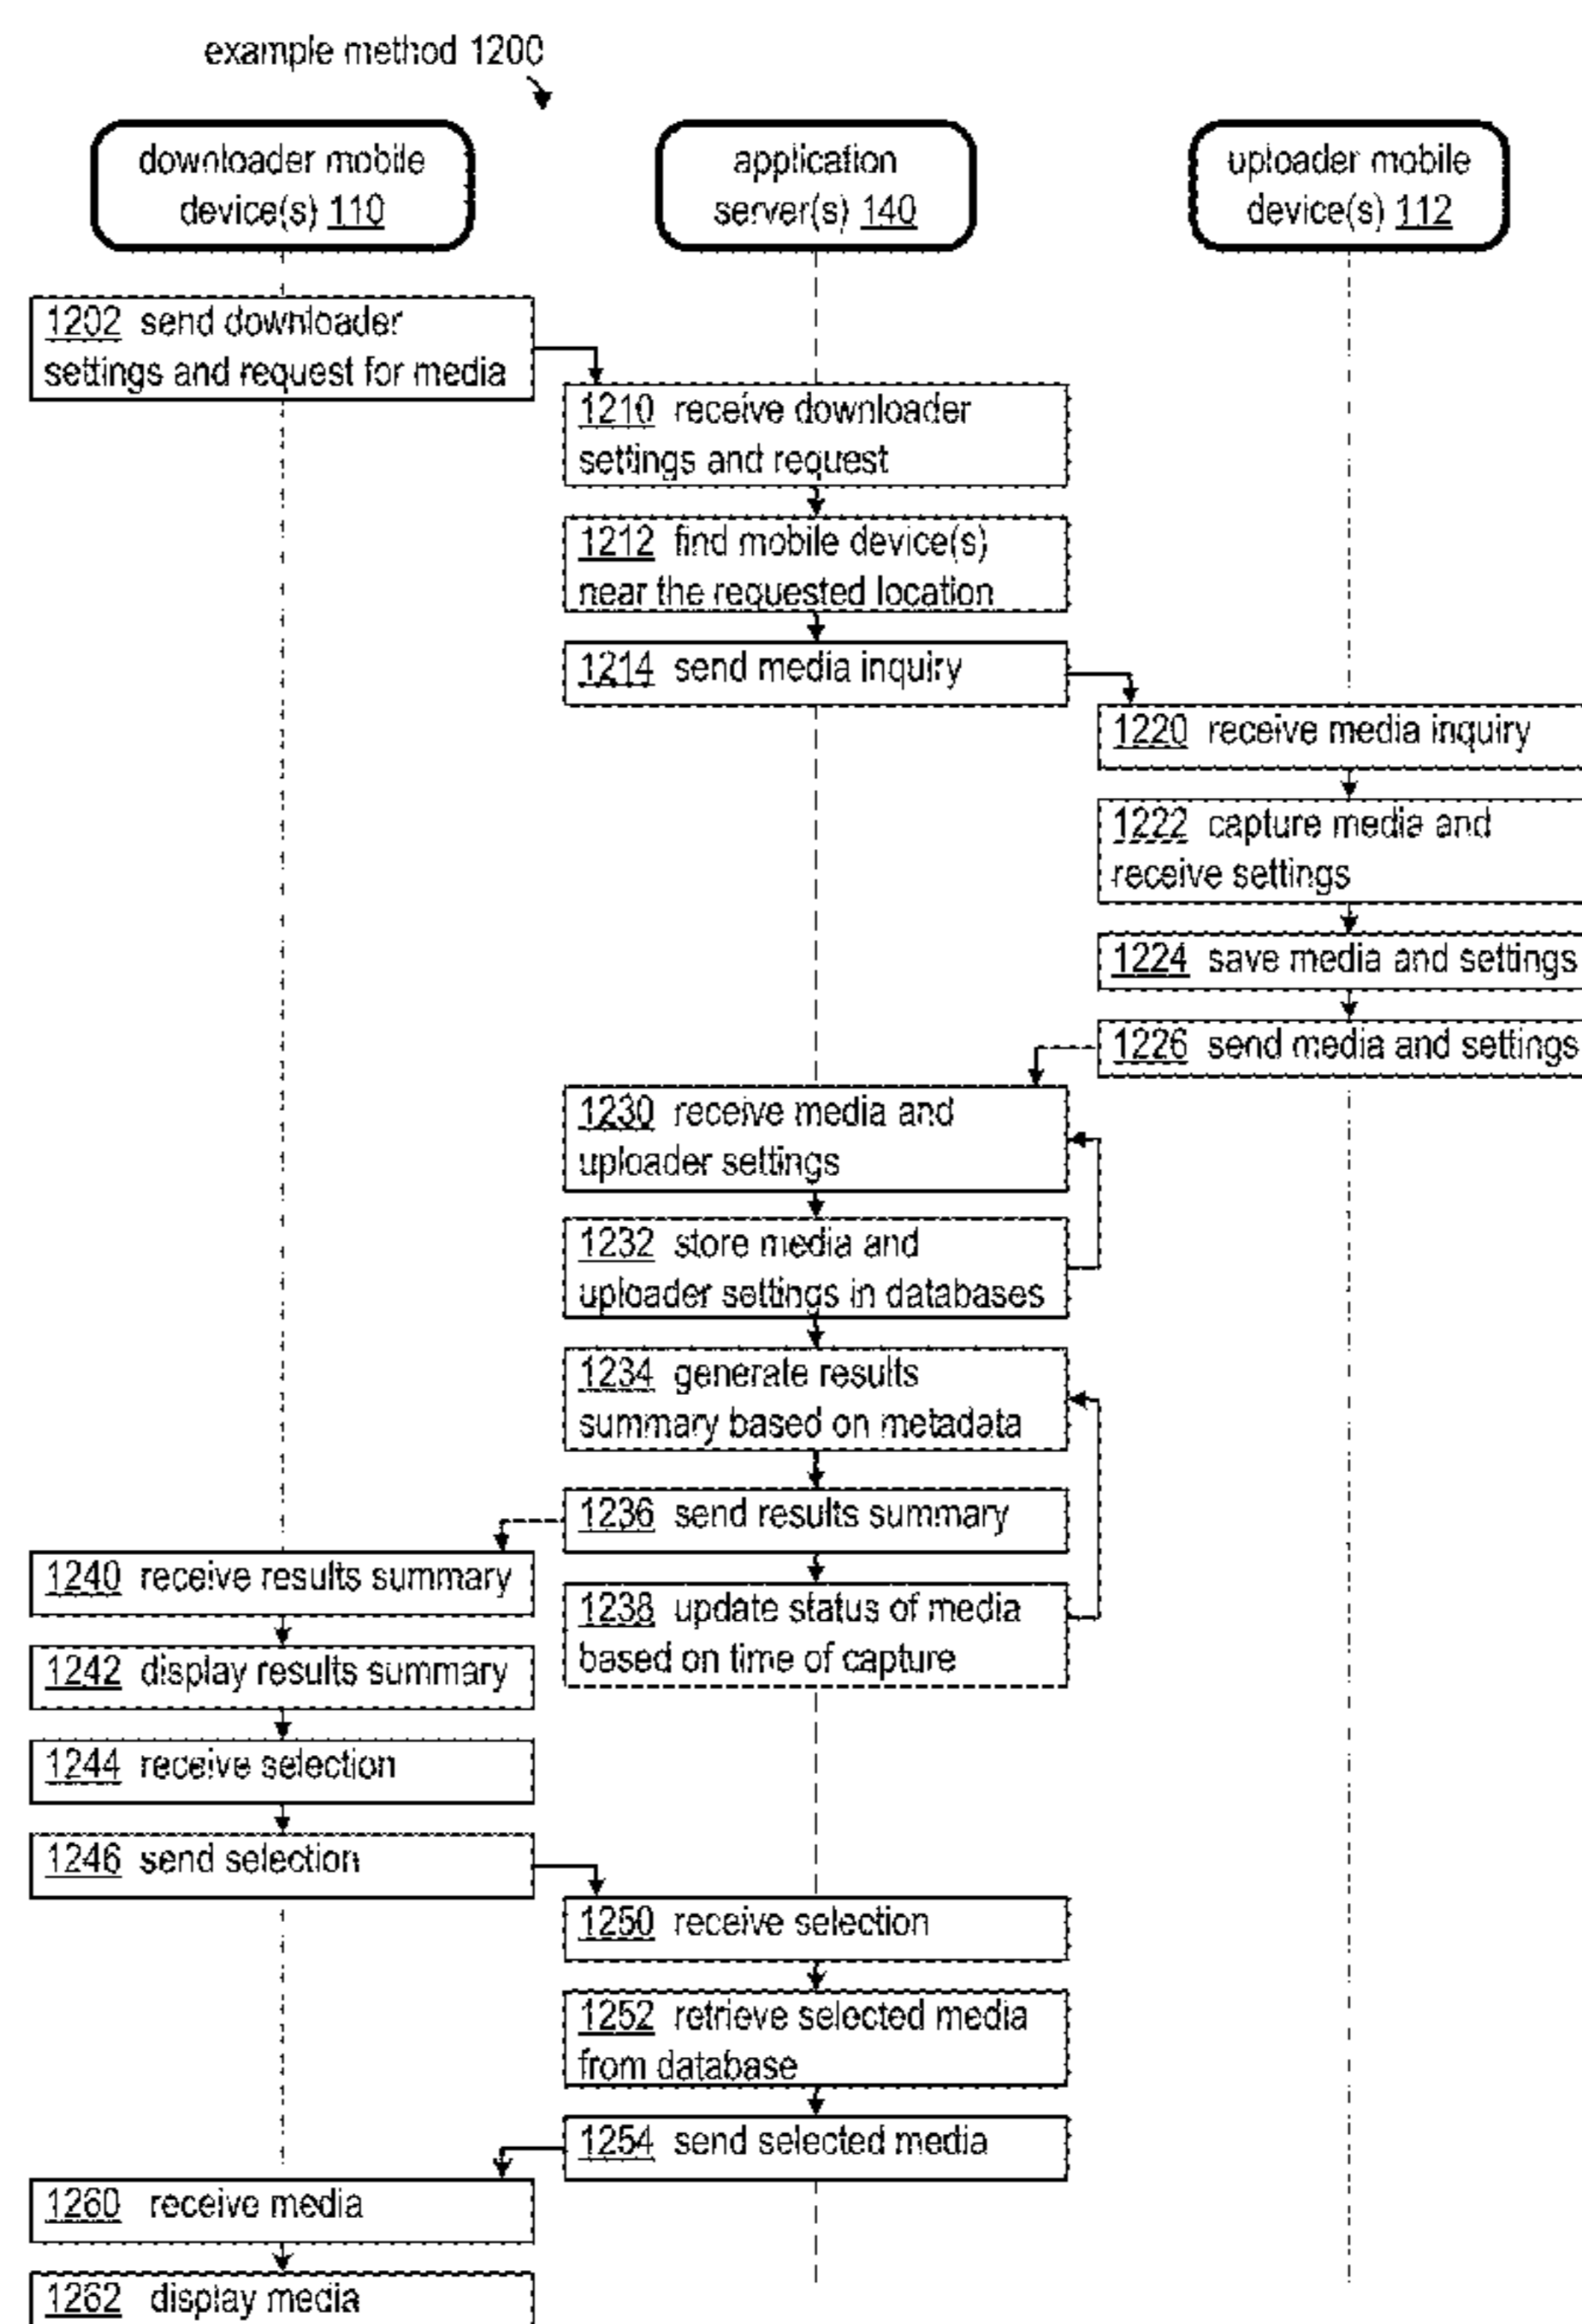 example method 1200
downloader mobile
device(s) 110
application
server(s) 140
uploader mobile
device(s) 112
1202 send downloader
settings and request for media
1210 receive downloader
settings and request
1212 find mobile device(s)
near the requested location
1214 send media inquiry
1220 receive media inquiry
1222 capture media and
receive settings
1224 save media and settings
1226 send media and settings
1230 receive media and
uploader settings
1232 store media and
uploader settings in databases
1234 generate results
summary based on metadata
1236 send results summary
1240 receive results summary
1238 update status of media
based on time of capture
1242 display results summary
1244 receive selection
1246 send selection
1250 receive selection
1252 retrieve selected media
from database
1254 send selected media
1260 receive media
1262 display media